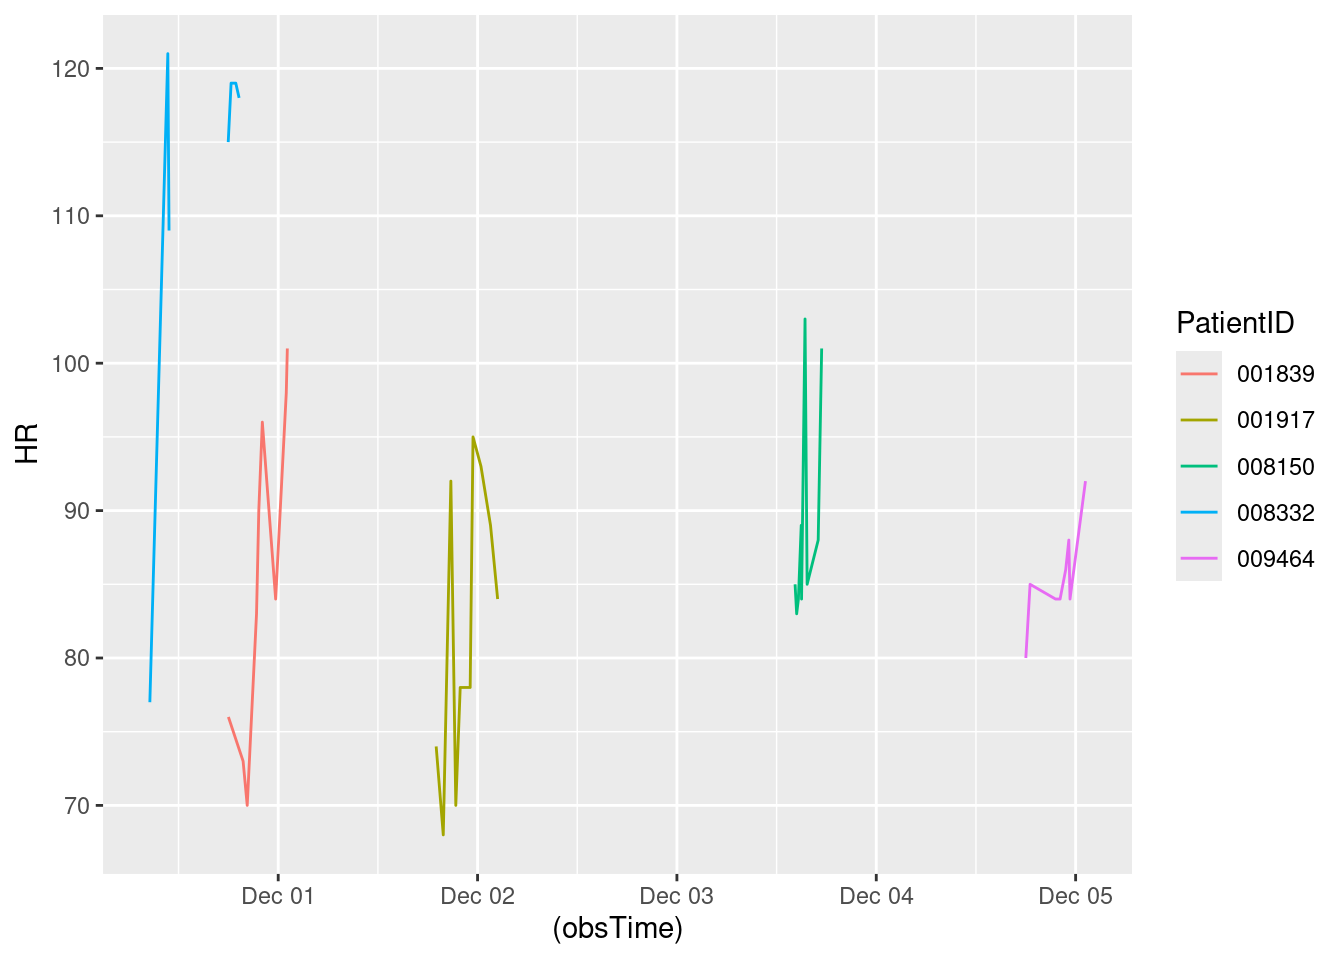 120
110
100
90
80
70
HR
Dec 01
Dec 02
Dec 03
Dec 04
Dec 05
(obsTime)
PatientID
001839
001917
008150
008332
009464